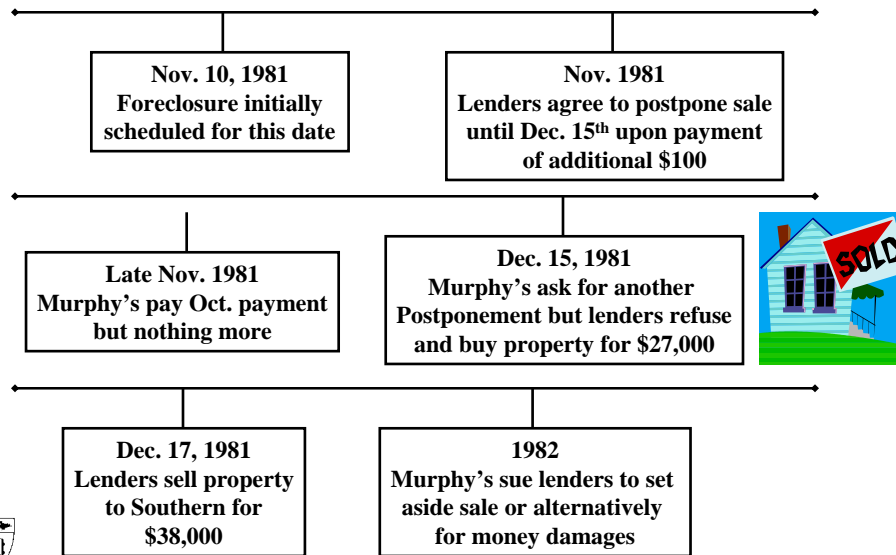 Nov. 10, 1981
Foreclosure initially
scheduled for this date
Nov. 1981
Lenders agree to postpone sale
until Dec. 15th upon payment
of additional $100
Late Nov. 1981
Murphy’s pay Oct. payment
but nothing more
Dec. 15, 1981
Murphy’s ask for another
Postponement but lenders refuse
and buy property for $27,000
SOLD
Dec. 17, 1981
Lenders sell property
to Southern for
$38,000
1982
Murphy’s sue lenders to set
aside sale or alternatively
for money damages